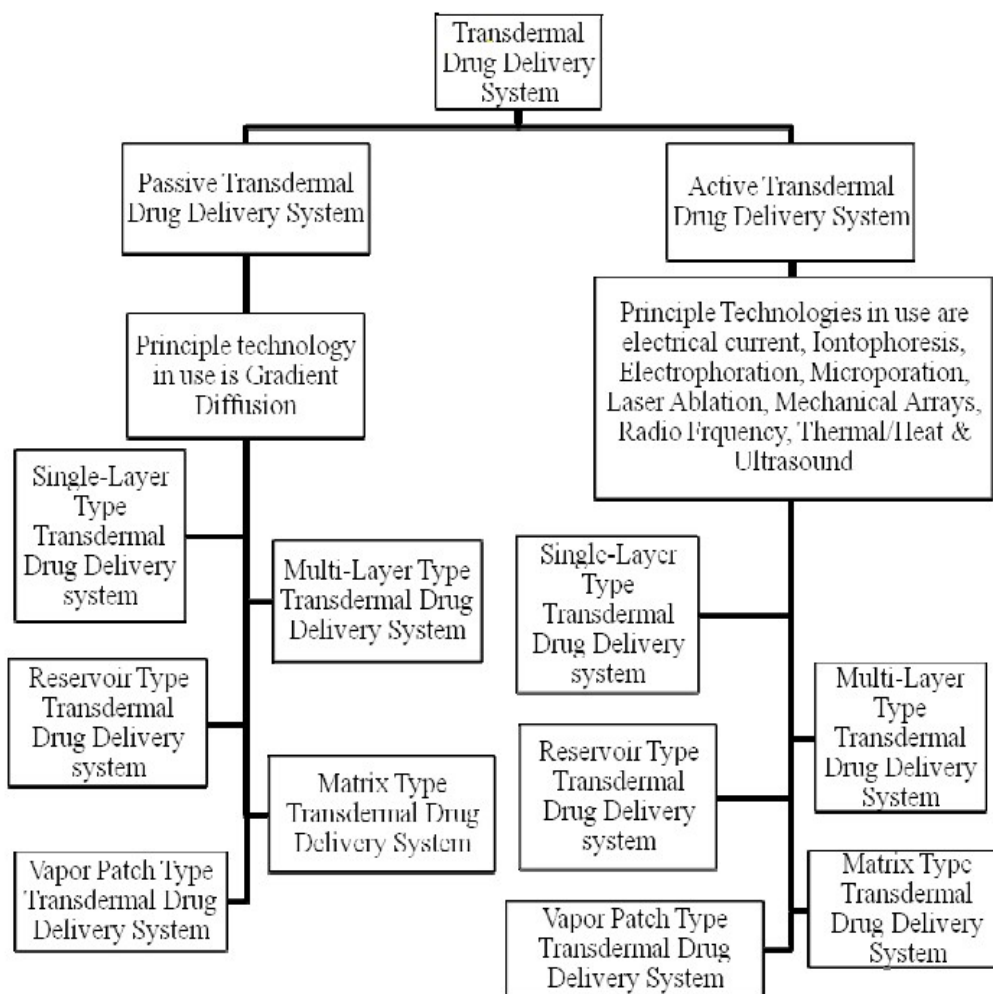 Transdermal
Drug Delivery
System
Passive Transdermal
Drug Delivery System
Active Transdermal
Drug Delivery System
Principle technology
in use is Gradient
Diffusion
Principle Technologies in use are
electrical current, Iontophoresis,
Electrophoration, Microporation,
Laser Ablation, Mechanical Arrays,
Radio Frquency, Thermal/Heat &
Ultrasound
Single-Layer
Type
Transdermal
Drug Delivery
system
Multi-Layer Type
Transdermal Drug
Delivery System
Reservoir Type
Transdermal
Drug Delivery
system
Matrix Type
Transdermal Drug
Delivery System
Vapor Patch Type
Transdermal Drug
Delivery System
Single-Layer
Type
Transdermal
Drug Delivery
system
Multi-Layer
Type
Transdermal
Drug Delivery
System
Reservoir Type
Transdermal
Drug Delivery
system
Matrix Type
Transdermal
Drug Delivery
System
Vapor Patch Type
Transdermal Drug
Delivery System